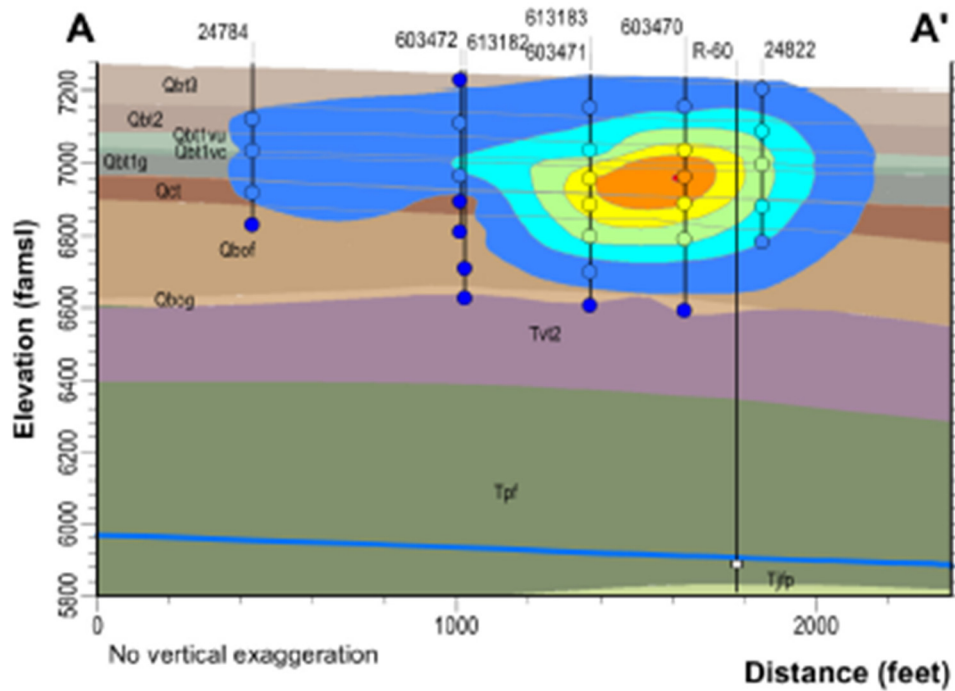 A
A'
613183
24784
603472
613182
603471
603470
R-60
24822
7200
7000
6800
6600
6400
6200
6000
5800
Elevation (famsl)
Qbt3
Qbt2
Qbt1vu
Qbt1vc
Qbt1g
Qct
Qbof
Qbog
Tvt2
Tpf
Tjfp
0
1000
2000
No vertical exaggeration
Distance (feet)